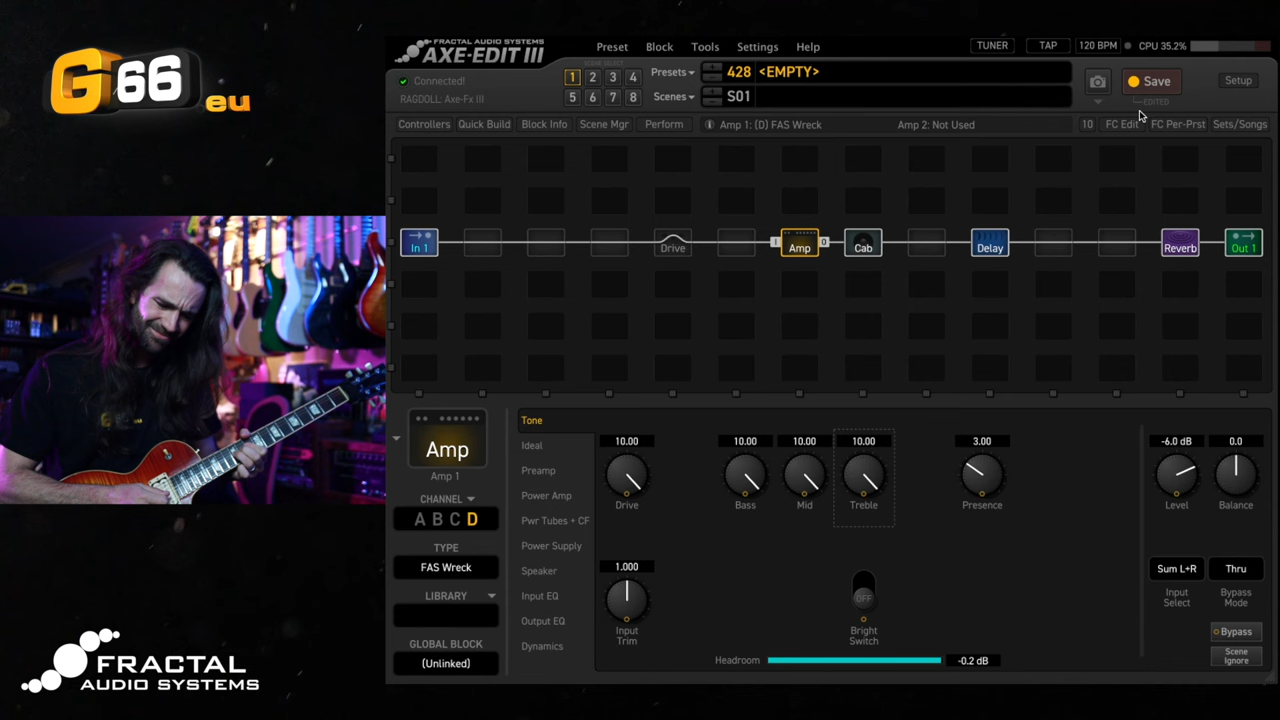 G66.eu
FRACTAL AUDIO SYSTEMS
AXE-EDIT III
Preset Block Tools Settings Help
TUNER TAP 120 BPM CPU 35.2%
Connected!
RAGDOLL: Axe-Fx III
SCENE SELECT
1 2 3 4
5 6 7 8
Presets 428 <EMPTY>
Scenes S01
Save
EDITED
Setup
Controllers Quick Build Block Info Scene Mgr Perform
Amp 1: (D) FAS Wreck Amp 2: Not Used
10 FC Edit FC Per-Prst Sets/Songs
In 1 Drive I Amp O Cab Delay Reverb Out 1
Amp
Amp 1
CHANNEL
A B C D
TYPE
FAS Wreck
LIBRARY
GLOBAL BLOCK
(Unlinked)
Tone
Ideal
Preamp
Power Amp
Pwr Tubes + CF
Power Supply
Speaker
Input EQ
Output EQ
Dynamics
10.00 10.00 10.00 10.00 3.00 -6.0 dB 0.0
Drive Bass Mid Treble Presence Level Balance
1.000
Input
Trim
OFF
Bright
Switch
Sum L+R Thru
Input
Select
Bypass
Mode
Bypass
Scene
Ignore
Headroom -0.2 dB
FRACTAL
AUDIO SYSTEMS